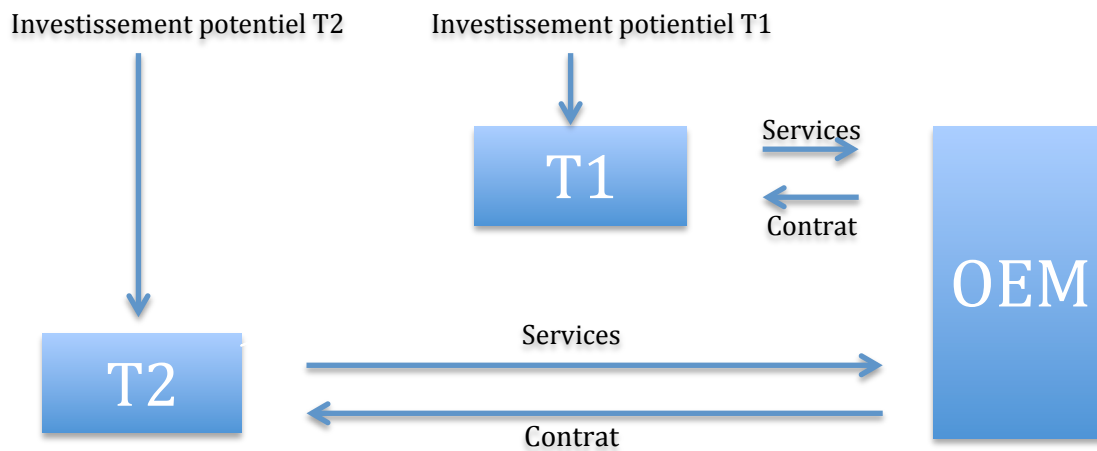 Investissement potentiel T2
Investissement potientiel T1
Services
T1
Contrat
OEM
Services
T2
Contrat